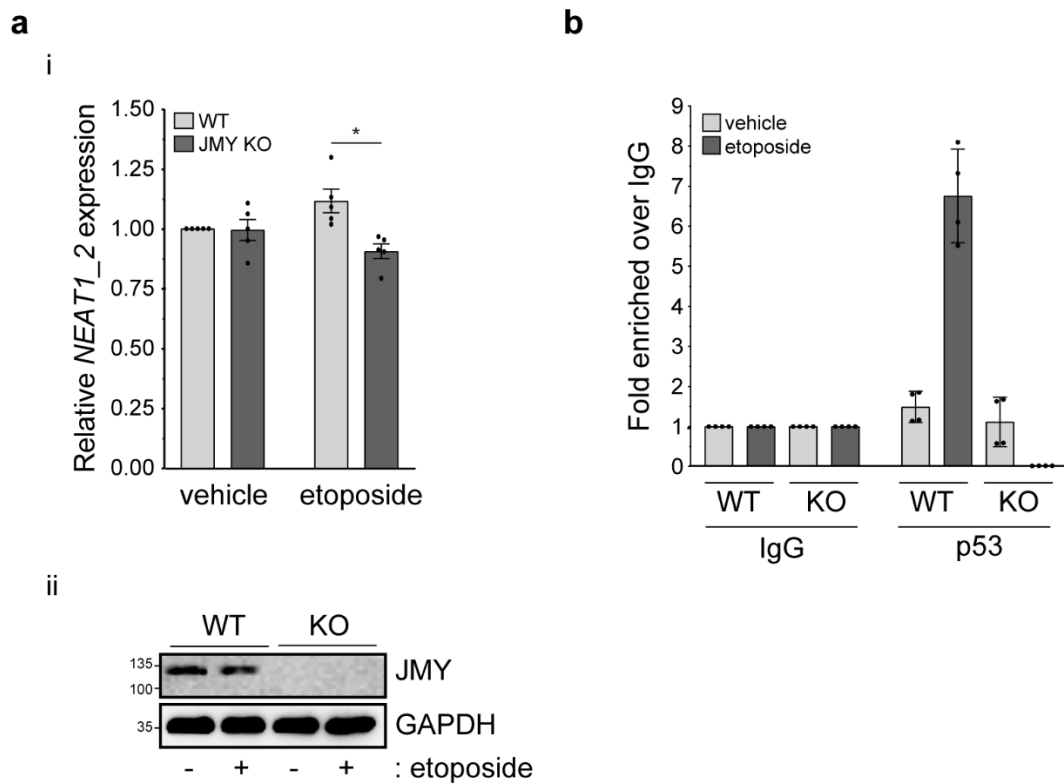 a
i
Relative NEAT1_2 expression
1.50
1.25
1.00
0.75
0.50
0.25
0.00
WT
JMY KO
*
vehicle etoposide
b
Fold enriched over IgG
9
8
7
6
5
4
3
2
1
0
vehicle
etoposide
WT KO WT KO
IgG p53
ii
WT KO
135
100
JMY
35
GAPDH
- + - + : etoposide